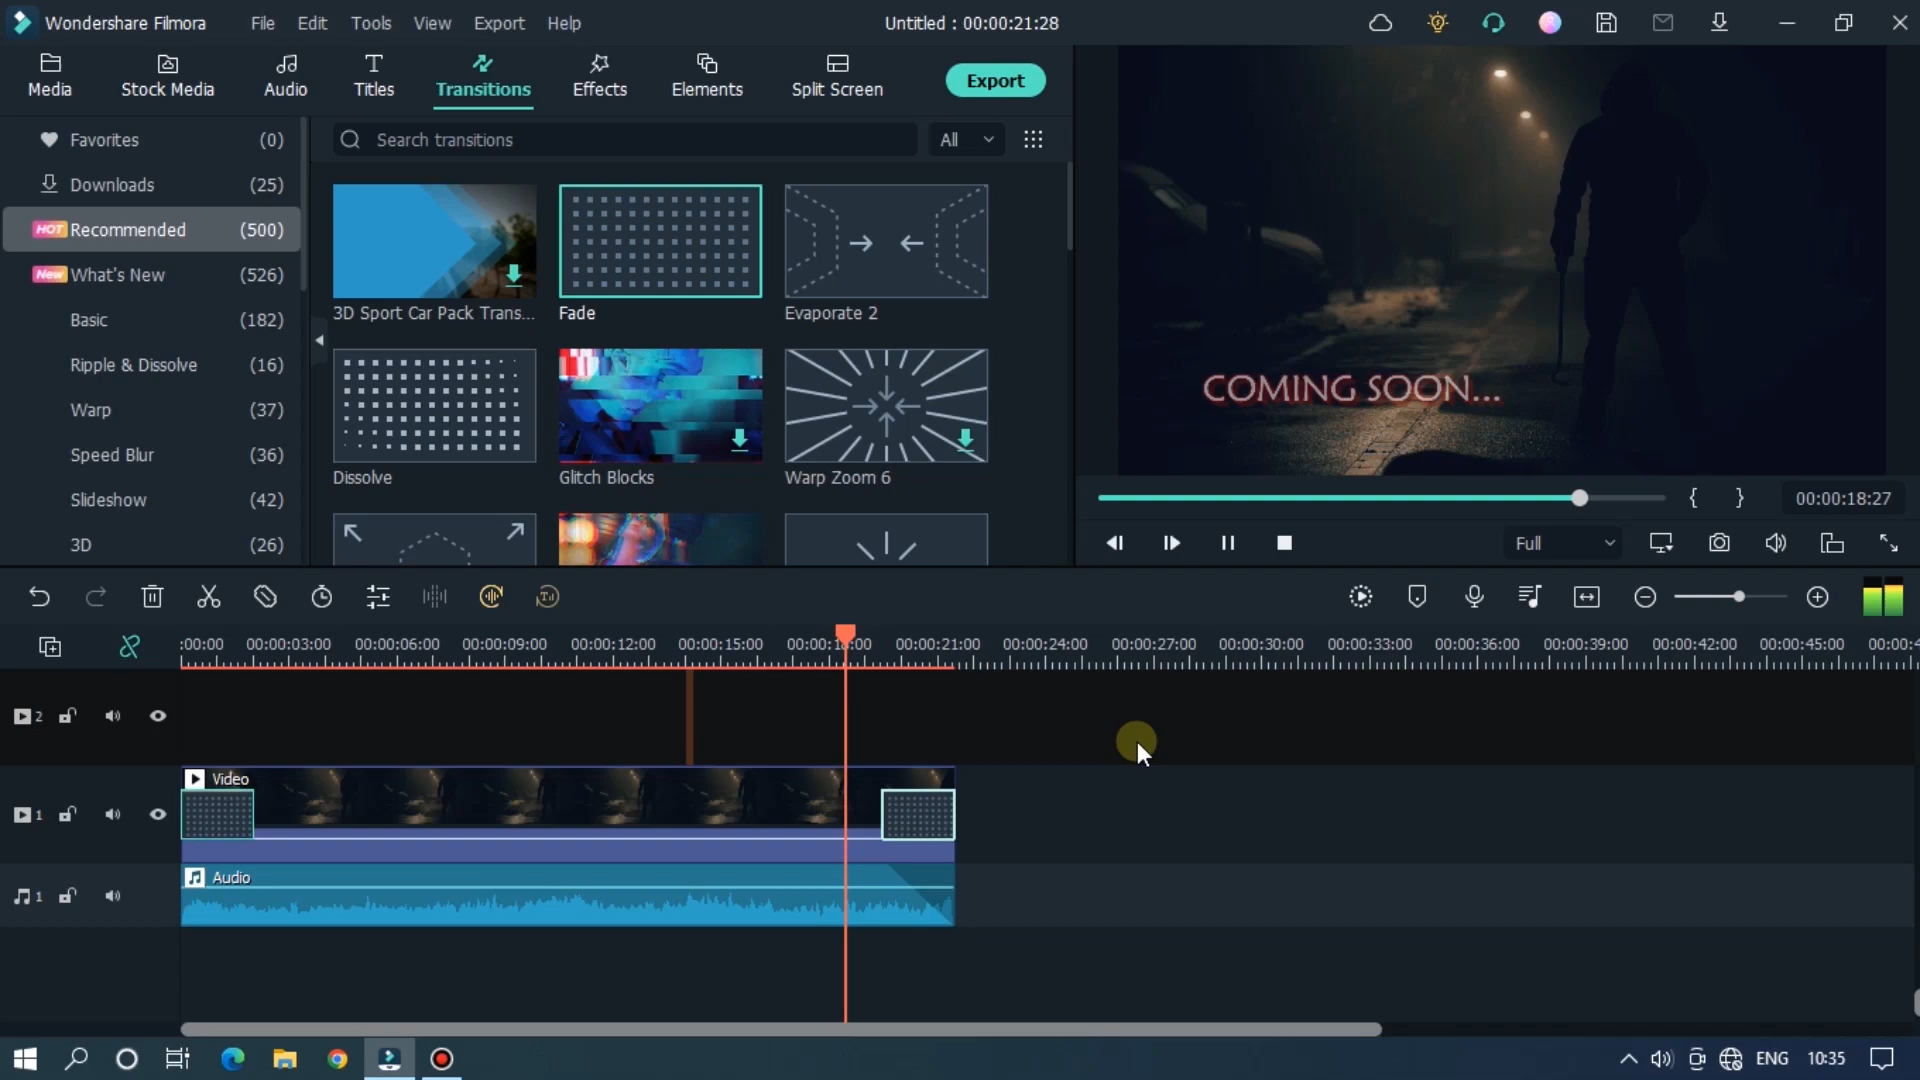 Wondershare Filmora File Edit Tools View Export Help Untitled : 00:00:21:28
Media Stock Media Audio Titles Transitions Effects Elements Split Screen Export
Favorites (0)
Downloads (25)
HOT Recommended (500)
New What's New (526)
Basic (182)
Ripple & Dissolve (16)
Warp (37)
Speed Blur (36)
Slideshow (42)
3D (26)
Search transitions All
3D Sport Car Pack Trans... Fade Evaporate 2
Dissolve Glitch Blocks Warp Zoom 6
COMING SOON...
{ } 00:00:18:27
Full
:00:00 00:00:03:00 00:00:06:00 00:00:09:00 00:00:12:00 00:00:15:00 00:00:18:00 00:00:21:00 00:00:24:00 00:00:27:00 00:00:30:00 00:00:33:00 00:00:36:00 00:00:39:00 00:00:42:00 00:00:45:00 00:00:4
2
Video
1
Audio
1
ENG 10:35